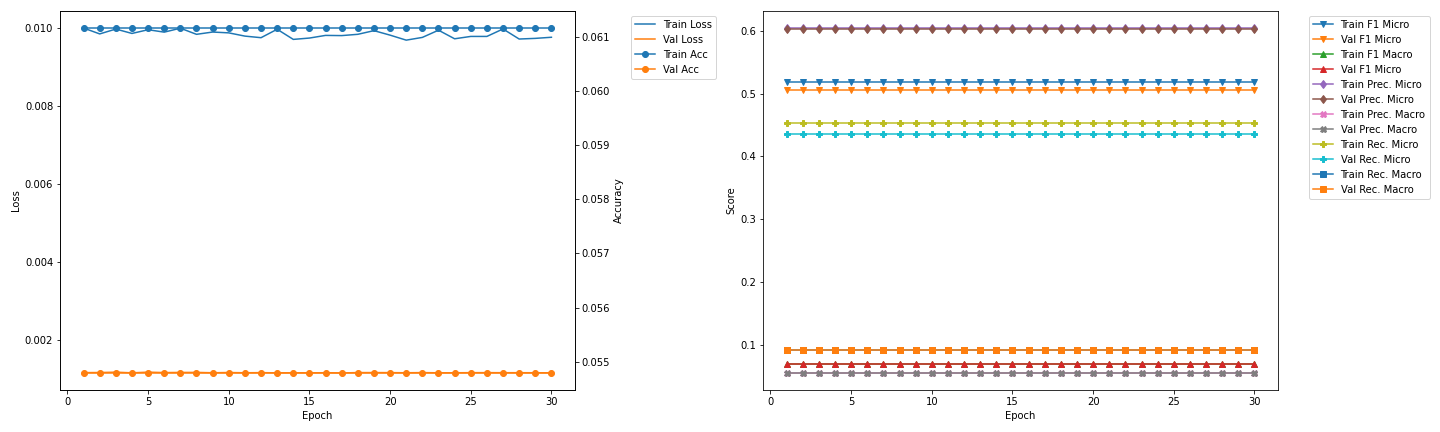 0.010
0.008
0.006
0.004
0.002
Loss
0
5
10
15
20
25
30
Epoch
0.061
0.060
0.059
0.058
0.057
0.056
0.055
Accuracy
Train Loss
Val Loss
Train Acc
Val Acc
0.6
0.5
0.4
0.3
0.2
0.1
Score
0
5
10
15
20
25
30
Epoch
Train F1 Micro
Val F1 Micro
Train F1 Macro
Val F1 Micro
Train Prec. Micro
Val Prec. Micro
Train Prec. Macro
Val Prec. Macro
Train Rec. Micro
Val Rec. Micro
Train Rec. Macro
Val Rec. Macro